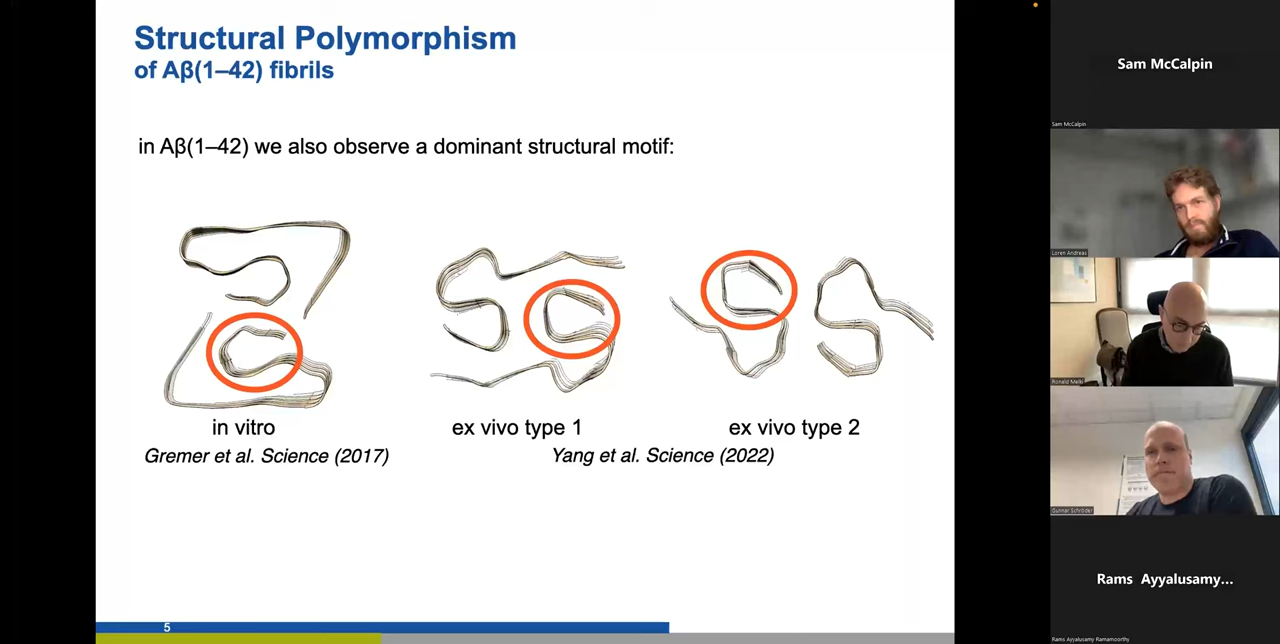 Structural Polymorphism
of Aβ(1–42) fibrils
in Aβ(1–42) we also observe a dominant structural motif:
in vitro
ex vivo type 1
ex vivo type 2
Gremer et al. Science (2017)
Yang et al. Science (2022)
5
Sam McCalpin
Sam McCalpin
Loren Andreas
Ronald Melki
Gunnar Schröder
Rams Ayyalusamy...
Rams Ayyalusamy Ramamoorthy